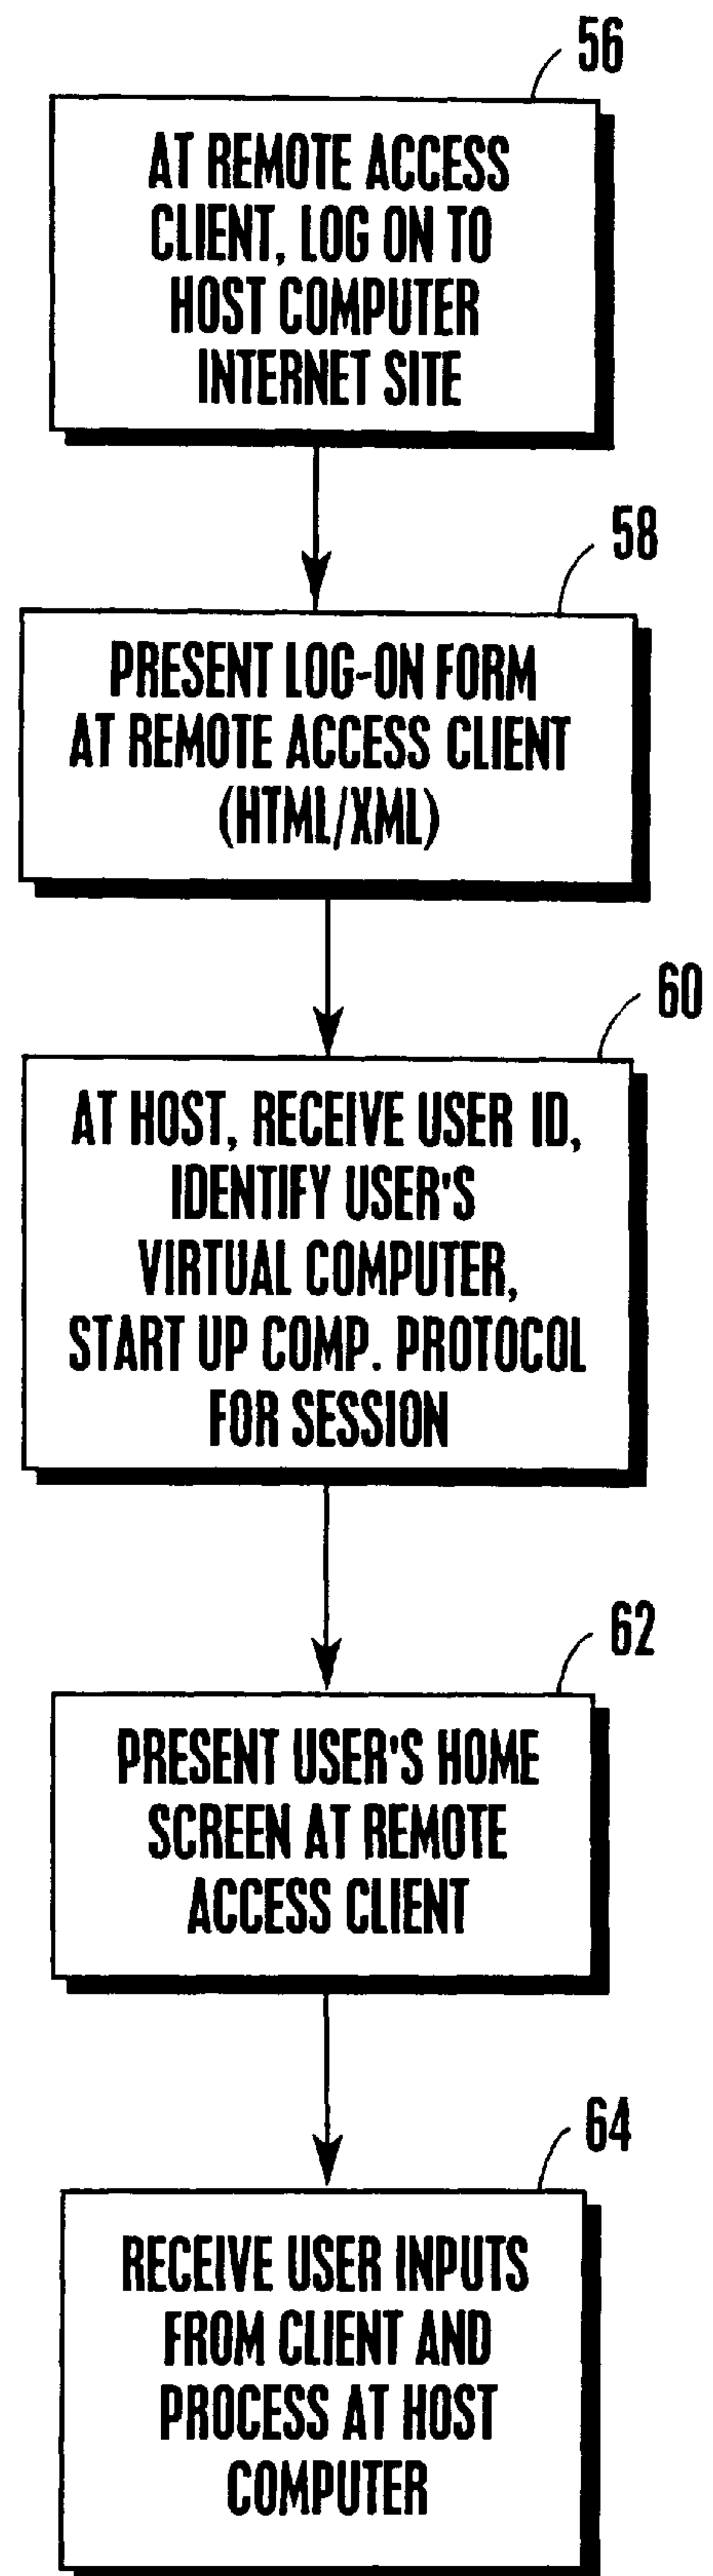 56
AT REMOTE ACCESS
CLIENT, LOG ON TO
HOST COMPUTER
INTERNET SITE
58
PRESENT LOG-ON FORM
AT REMOTE ACCESS CLIENT
(HTML/XML)
60
AT HOST, RECEIVE USER ID,
IDENTIFY USER'S
VIRTUAL COMPUTER,
START UP COMP. PROTOCOL
FOR SESSION
62
PRESENT USER'S HOME
SCREEN AT REMOTE
ACCESS CLIENT
64
RECEIVE USER INPUTS
FROM CLIENT AND
PROCESS AT HOST
COMPUTER